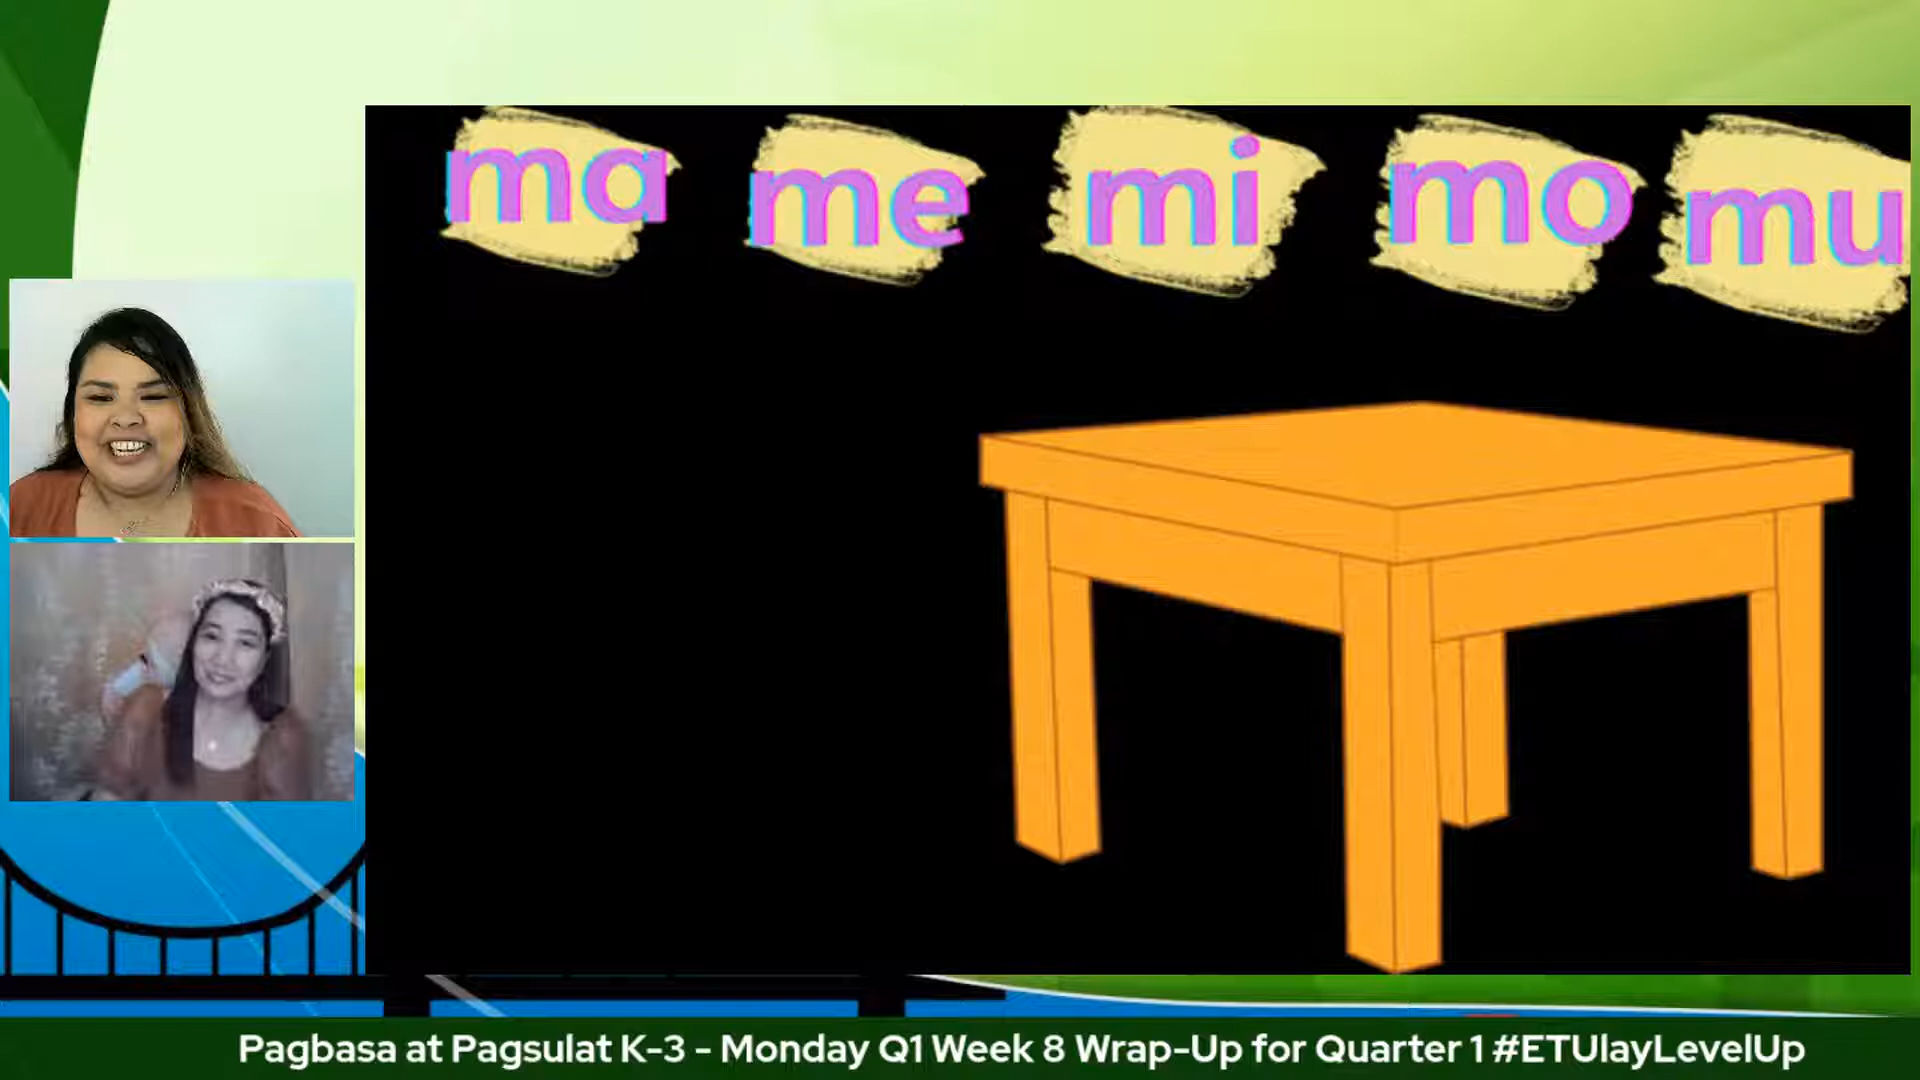 ma me mi mo mu
Pagbasa at Pagsulat K-3 - Monday Q1 Week 8 Wrap-Up for Quarter 1 #ETUlayLevelUp